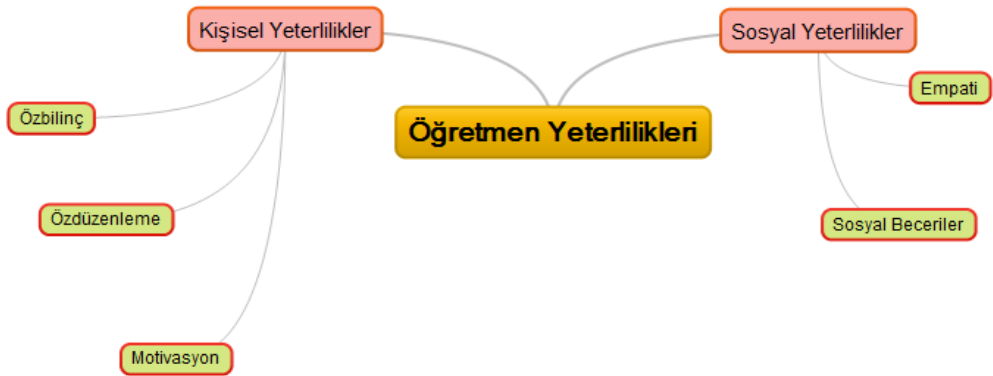 Kişisel Yeterlilikler
Sosyal Yeterlilikler
Empati
Özbilinç
Öğretmen Yeterlilikleri
Özdüzenleme
Sosyal Beceriler
Motivasyon